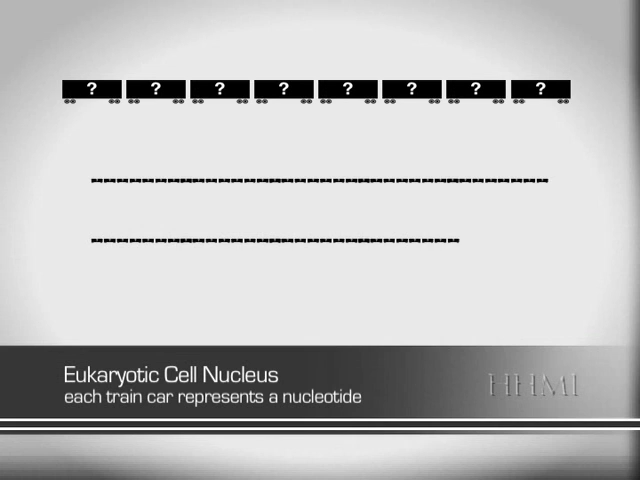 ? ? ? ? ? ? ? ?
Eukaryotic Cell Nucleus
each train car represents a nucleotide
HHMI